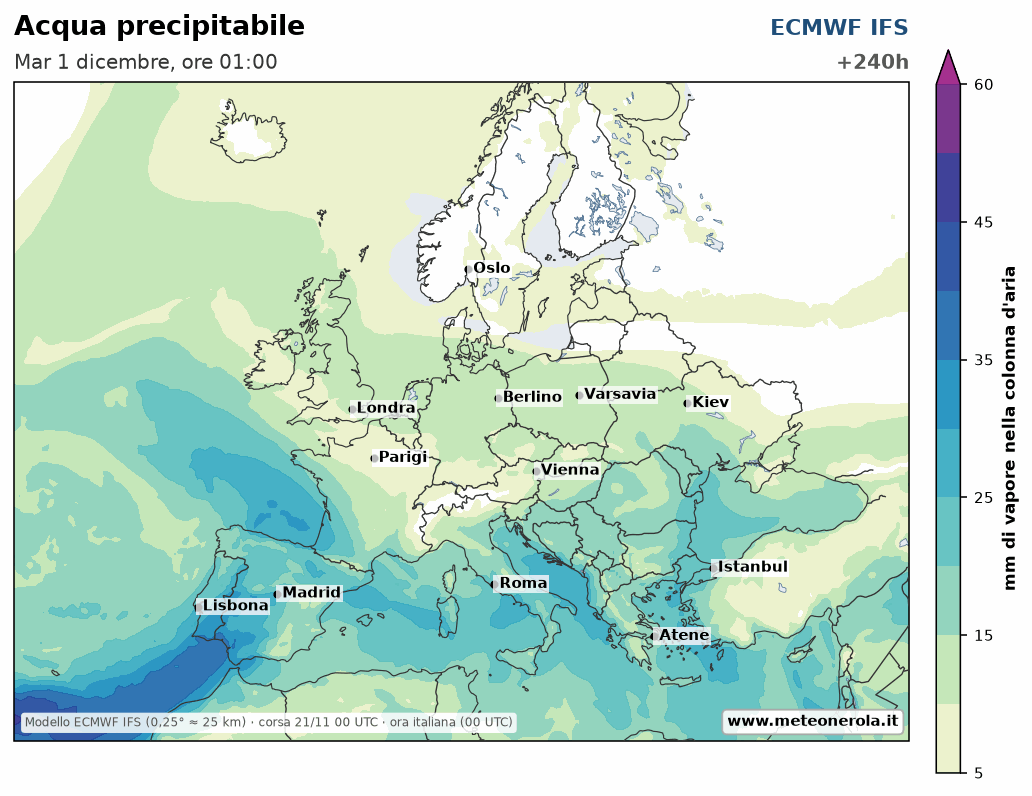 Acqua precipitabile
ECMWF IFS
Mar 1 dicembre, ore 01:00
+240h
60
45
35
25
15
5
mm di vapore nella colonna d'aria
Oslo
Londra
Berlino
Varsavia
Kiev
Parigi
Vienna
Istanbul
Roma
Madrid
Lisbona
Atene
Modello ECMWF IFS (0,25° ≈ 25 km) · corsa 21/11 00 UTC · ora italiana (00 UTC)
www.meteonerola.it